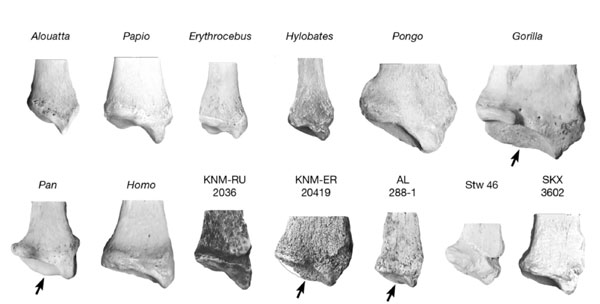 Alouatta Papio Erythrocebus Hylobates Pongo Gorilla
Pan Homo KNM-RU KNM-ER AL Stw 46 SKX
2036 20419 288-1 3602